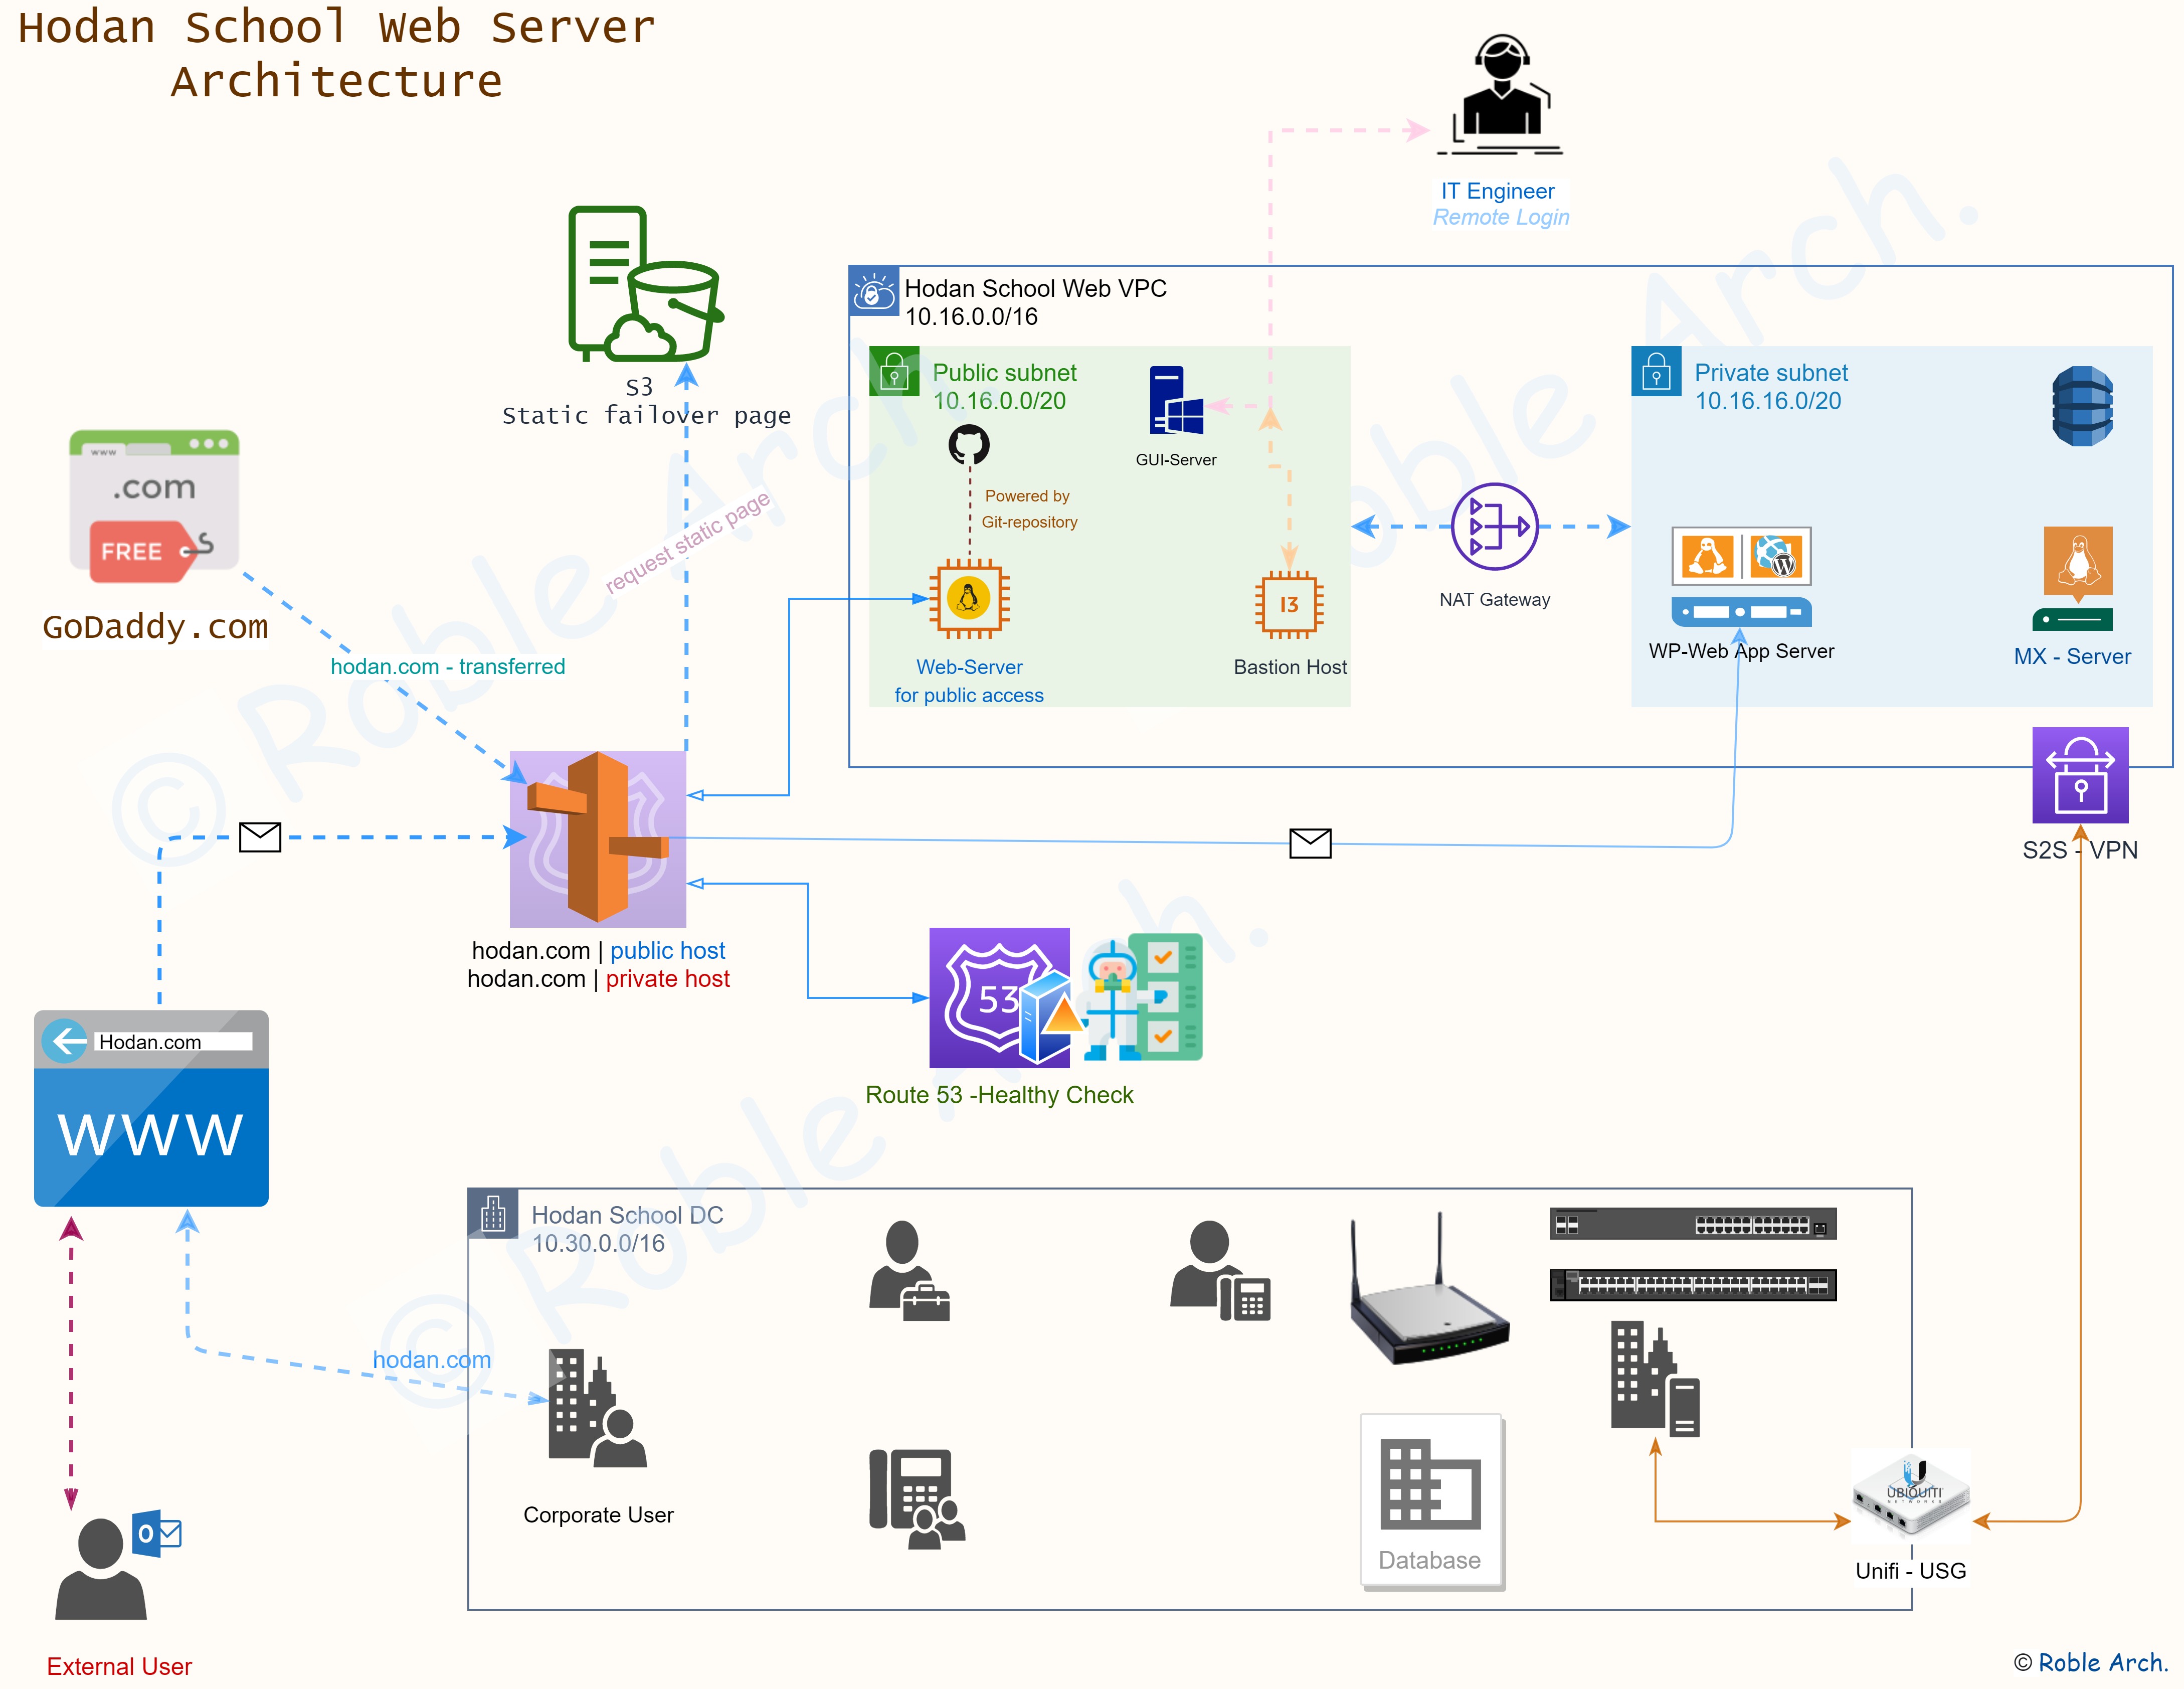 Hodan School Web Server
Architecture
IT Engineer
Remote Login
S3
Static failover page
Hodan School Web VPC
10.16.0.0/16
Public subnet
10.16.0.0/20
GUI-Server
Powered by
Git-repository
Web-Server
for public access
I3
Bastion Host
NAT Gateway
Private subnet
10.16.16.0/20
WP-Web App Server
MX - Server
S2S - VPN
www
.com
FREE
GoDaddy.com
hodan.com - transferred
request static page
hodan.com | public host
hodan.com | private host
53
Route 53 -Healthy Check
Hodan.com
www
hodan.com
Hodan School DC
10.30.0.0/16
Corporate User
Database
UBIQUITI
NETWORKS
Unifi - USG
O
External User
© Roble Arch.
© Roble Arch.
© Roble Arch.
Roble Arch.